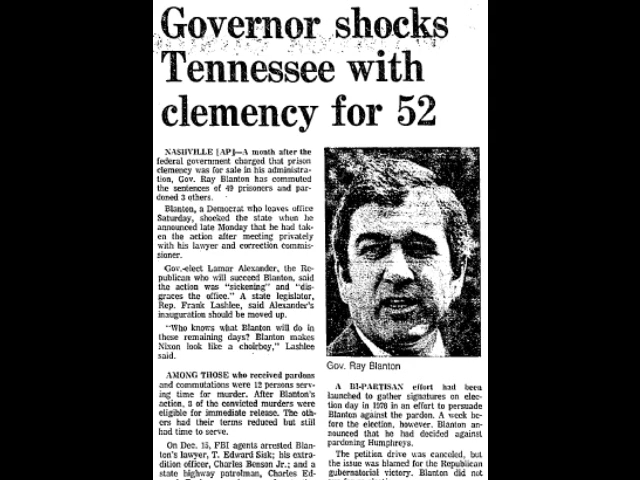 Governor shocks
Tennessee with
clemency for 52
NASHVILLE [AP]—A month after the
federal government charged that prison
clemency was for sale in his administra-
tion, Gov. Ray Blanton has commuted
the sentences of 49 prisoners and par-
doned 3 others.
Blanton, a Democrat who leaves office
Saturday, shocked the state when he
announced late Monday that he had tak-
en the action after meeting privately
with his lawyer and correction commis-
sioner.
Gov.-elect Lamar Alexander, the Re-
publican who will succeed Blanton, said
the action was "sickening" and "dis-
graces the office." A state legislator,
Rep. Frank Lashlee, said Alexander's
inauguration should be moved up.
"Who knows what Blanton will do in
these remaining days? Blanton makes
Nixon look like a choirboy," Lashlee
said.
AMONG THOSE who received pardons
and commutations were 12 persons serv-
ing time for murder. After Blanton's
action, 8 of the convicted murders were
eligible for immediate release. The oth-
ers had their terms reduced but still
had time to serve.
On Dec. 15, FBI agents arrested Blan-
ton's lawyer, T. Edward Sisk; his extra-
dition officer, Charles Benson Jr.; and a
state highway patrolman, Charles Ed-
Gov. Ray Blanton
A BI-PARTISAN effort had been
launched to gather signatures on elec-
tion day in 1978 in an effort to persuade
Blanton against the pardon. A week be-
fore the election, however, Blanton an-
nounced that he had decided against
pardoning Humphreys.
The petition drive was canceled, but
the issue was blamed for the Republican
gubernatorial victory. Blanton did not